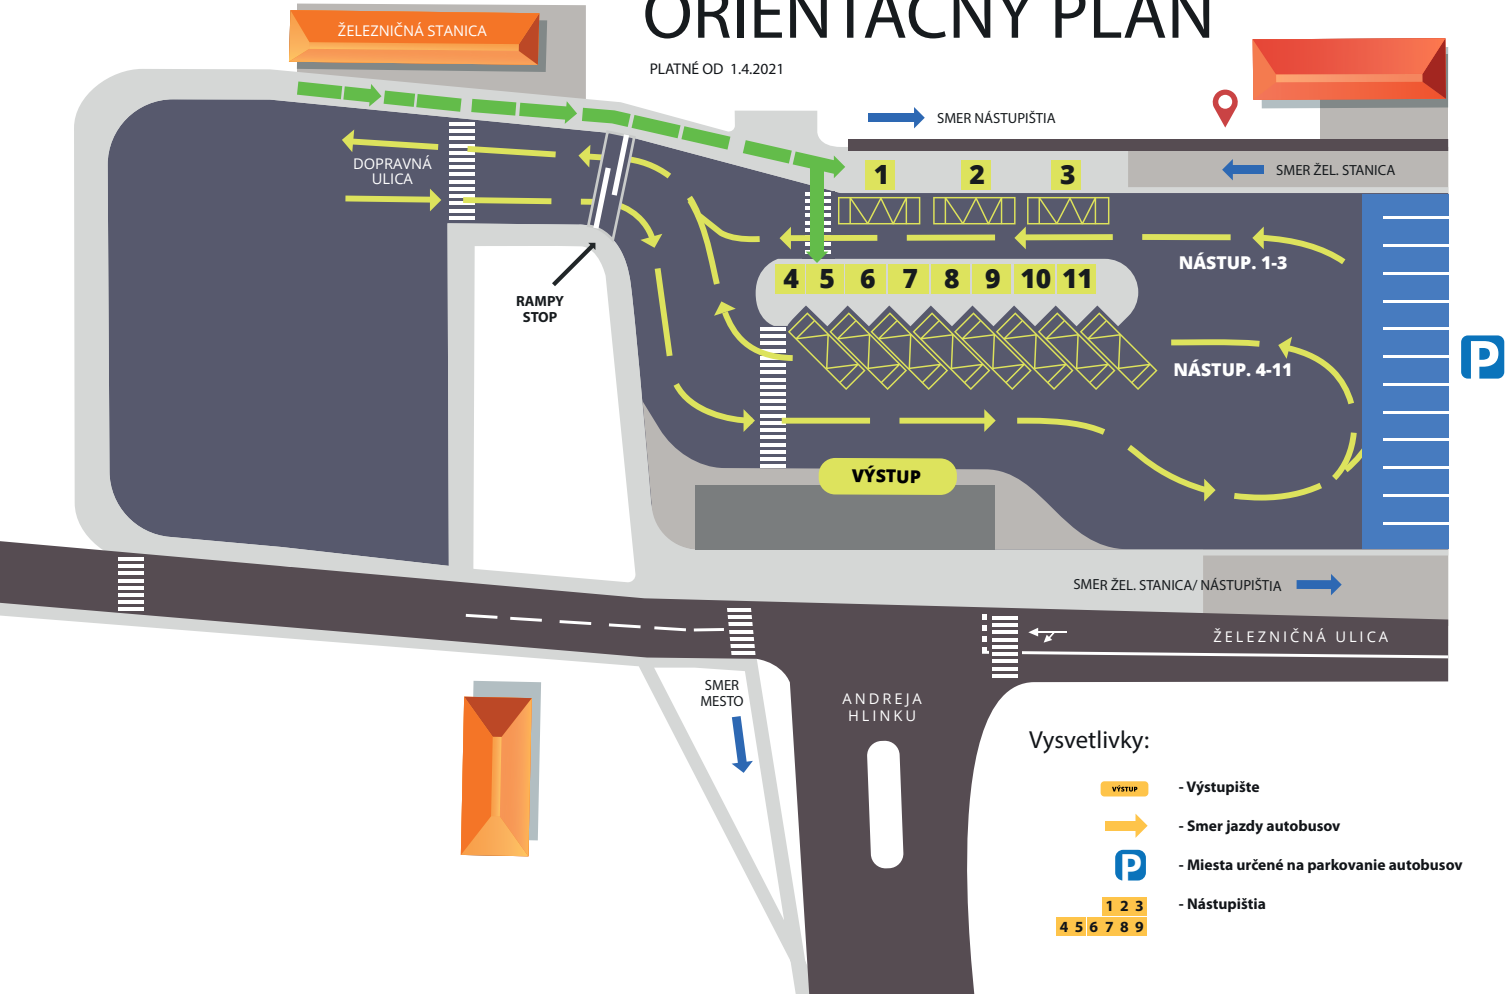 ORIENTAČNÝ PLÁN
ŽELEZNIČNÁ STANICA
PLATNÉ OD 1.4.2021
SMER NÁSTUPIŠTIA
DOPRAVNÁ
ULICA
SMER ŽEL. STANICA
1 2 3
NÁSTUP. 1-3
4 5 6 7 8 9 10 11
RAMPY
STOP
P
NÁSTUP. 4-11
VÝSTUP
SMER ŽEL. STANICA/ NÁSTUPIŠTIA
ŽELEZNIČNÁ ULICA
SMER
MESTO
ANDREJA
HLINKU
Vysvetlivky:
VÝSTUP - Výstupište
- Smer jazdy autobusov
P - Miesta určené na parkovanie autobusov
1 2 3 - Nástupištia
4 5 6 7 8 9